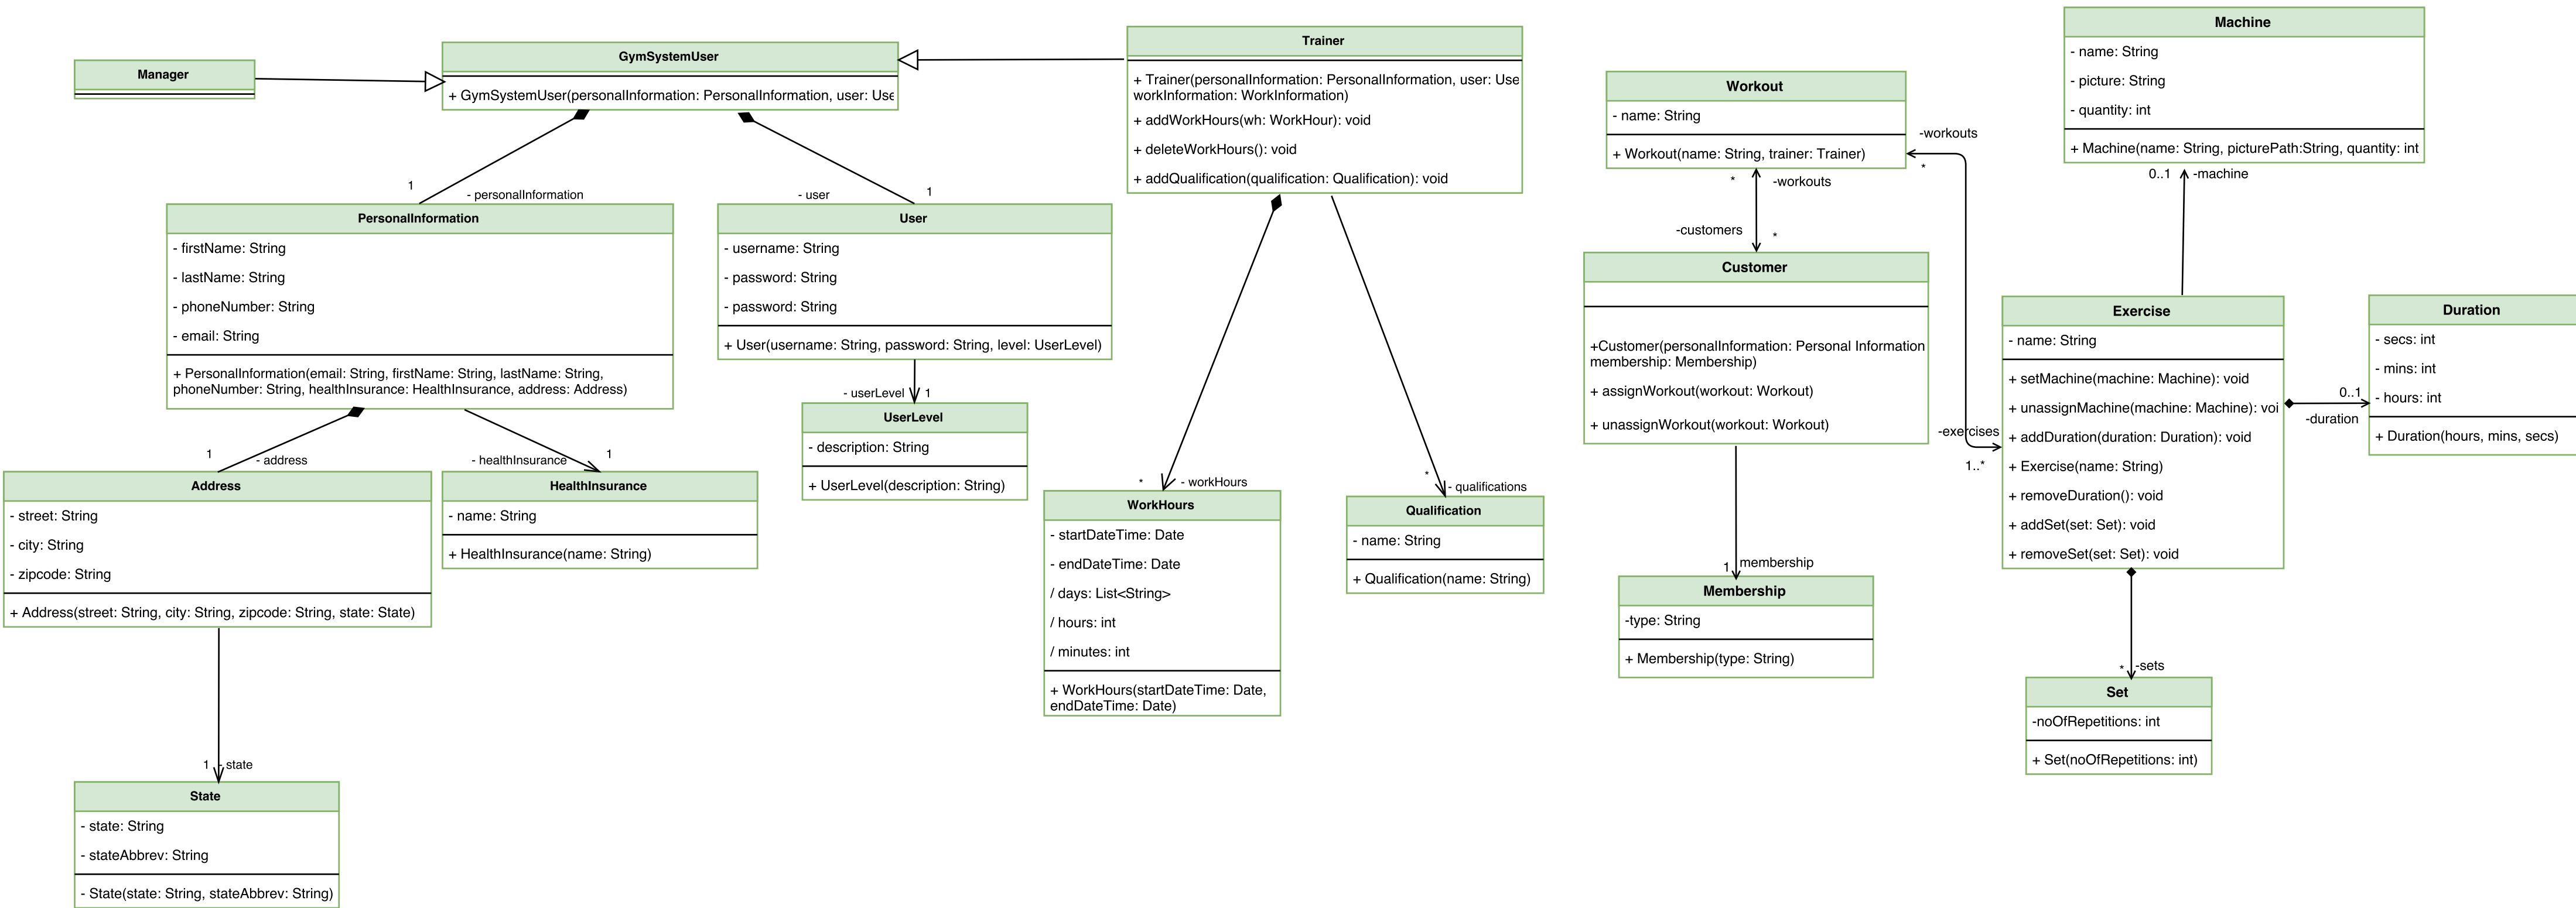 Manager
GymSystemUser
+ GymSystemUser(personalInformation: PersonalInformation, user: Use
Trainer
+ Trainer(personalInformation: PersonalInformation, user: Use
workInformation: WorkInformation)
+ addWorkHours(wh: WorkHour): void
+ deleteWorkHours(): void
+ addQualification(qualification: Qualification): void
1
- personalInformation
- user
1
PersonalInformation
- firstName: String
- lastName: String
- phoneNumber: String
- email: String
+ PersonalInformation(email: String, firstName: String, lastName: String,
phoneNumber: String, healthInsurance: HealthInsurance, address: Address)
User
- username: String
- password: String
- password: String
+ User(username: String, password: String, level: UserLevel)
- userLevel
1
UserLevel
- description: String
+ UserLevel(description: String)
1
- address
- healthInsurance
1
Address
- street: String
- city: String
- zipcode: String
+ Address(street: String, city: String, zipcode: String, state: State)
HealthInsurance
- name: String
+ HealthInsurance(name: String)
1
- state
State
- state: String
- stateAbbrev: String
- State(state: String, stateAbbrev: String)
*
- workHours
WorkHours
- startDateTime: Date
- endDateTime: Date
/ days: List<String>
/ hours: int
/ minutes: int
+ WorkHours(startDateTime: Date,
endDateTime: Date)
*
- qualifications
Qualification
- name: String
+ Qualification(name: String)
Workout
- name: String
+ Workout(name: String, trainer: Trainer)
-workouts
*
*
-workouts
-customers
*
Customer
+Customer(personalInformation: Personal Information
membership: Membership)
+ assignWorkout(workout: Workout)
+ unassignWorkout(workout: Workout)
1
membership
Membership
-type: String
+ Membership(type: String)
Machine
- name: String
- picture: String
- quantity: int
+ Machine(name: String, picturePath:String, quantity: int
0..1
-machine
-exercises
1..*
Exercise
- name: String
+ setMachine(machine: Machine): void
+ unassignMachine(machine: Machine): voi
+ addDuration(duration: Duration): void
+ Exercise(name: String)
+ removeDuration(): void
+ addSet(set: Set): void
+ removeSet(set: Set): void
0..1
-duration
Duration
- secs: int
- mins: int
- hours: int
+ Duration(hours, mins, secs)
*
-sets
Set
-noOfRepetitions: int
+ Set(noOfRepetitions: int)